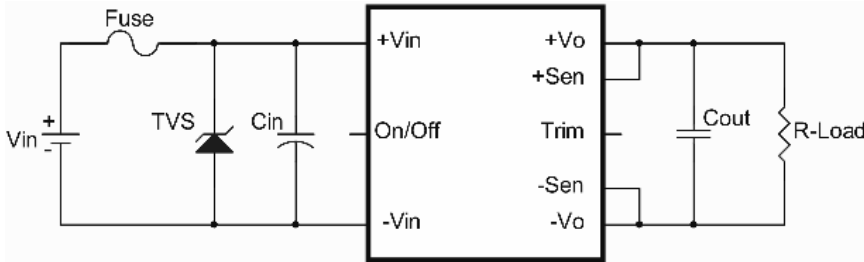 Fuse
+Vin
+Vo
+Sen
Vin
+
-
TVS
Cin
On/Off
Trim
Cout
R-Load
-Sen
-Vin
-Vo